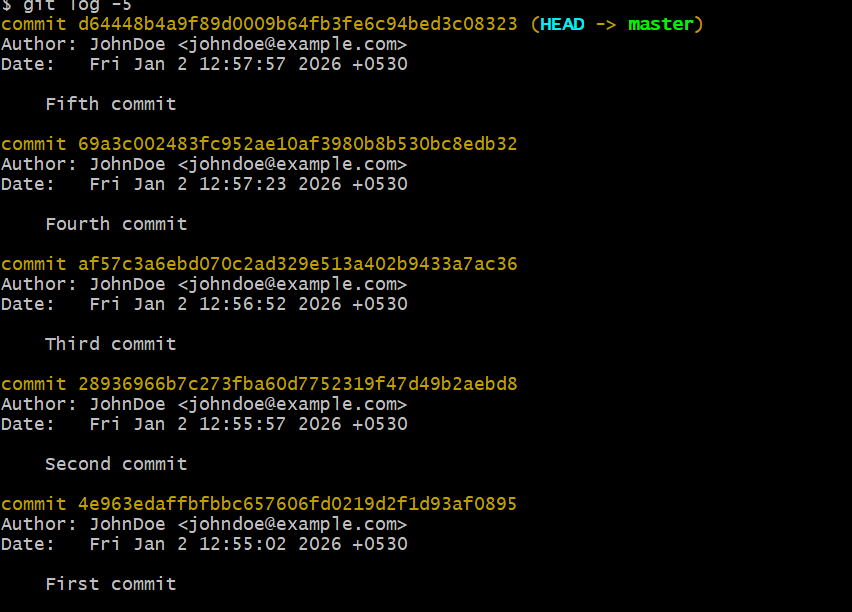 $ git log -5
commit d64448b4a9f89d0009b64fb3fe6c94bed3c08323 (HEAD -> master)
Author: JohnDoe <johndoe@example.com>
Date:   Fri Jan 2 12:57:57 2026 +0530
Fifth commit
commit 69a3c002483fc952ae10af3980b8b530bc8edb32
Author: JohnDoe <johndoe@example.com>
Date:   Fri Jan 2 12:57:23 2026 +0530
Fourth commit
commit af57c3a6ebd070c2ad329e513a402b9433a7ac36
Author: JohnDoe <johndoe@example.com>
Date:   Fri Jan 2 12:56:52 2026 +0530
Third commit
commit 28936966b7c273fba60d7752319f47d49b2aebd8
Author: JohnDoe <johndoe@example.com>
Date:   Fri Jan 2 12:55:57 2026 +0530
Second commit
commit 4e963edaffbfbbc657606fd0219d2f1d93af0895
Author: JohnDoe <johndoe@example.com>
Date:   Fri Jan 2 12:55:02 2026 +0530
First commit